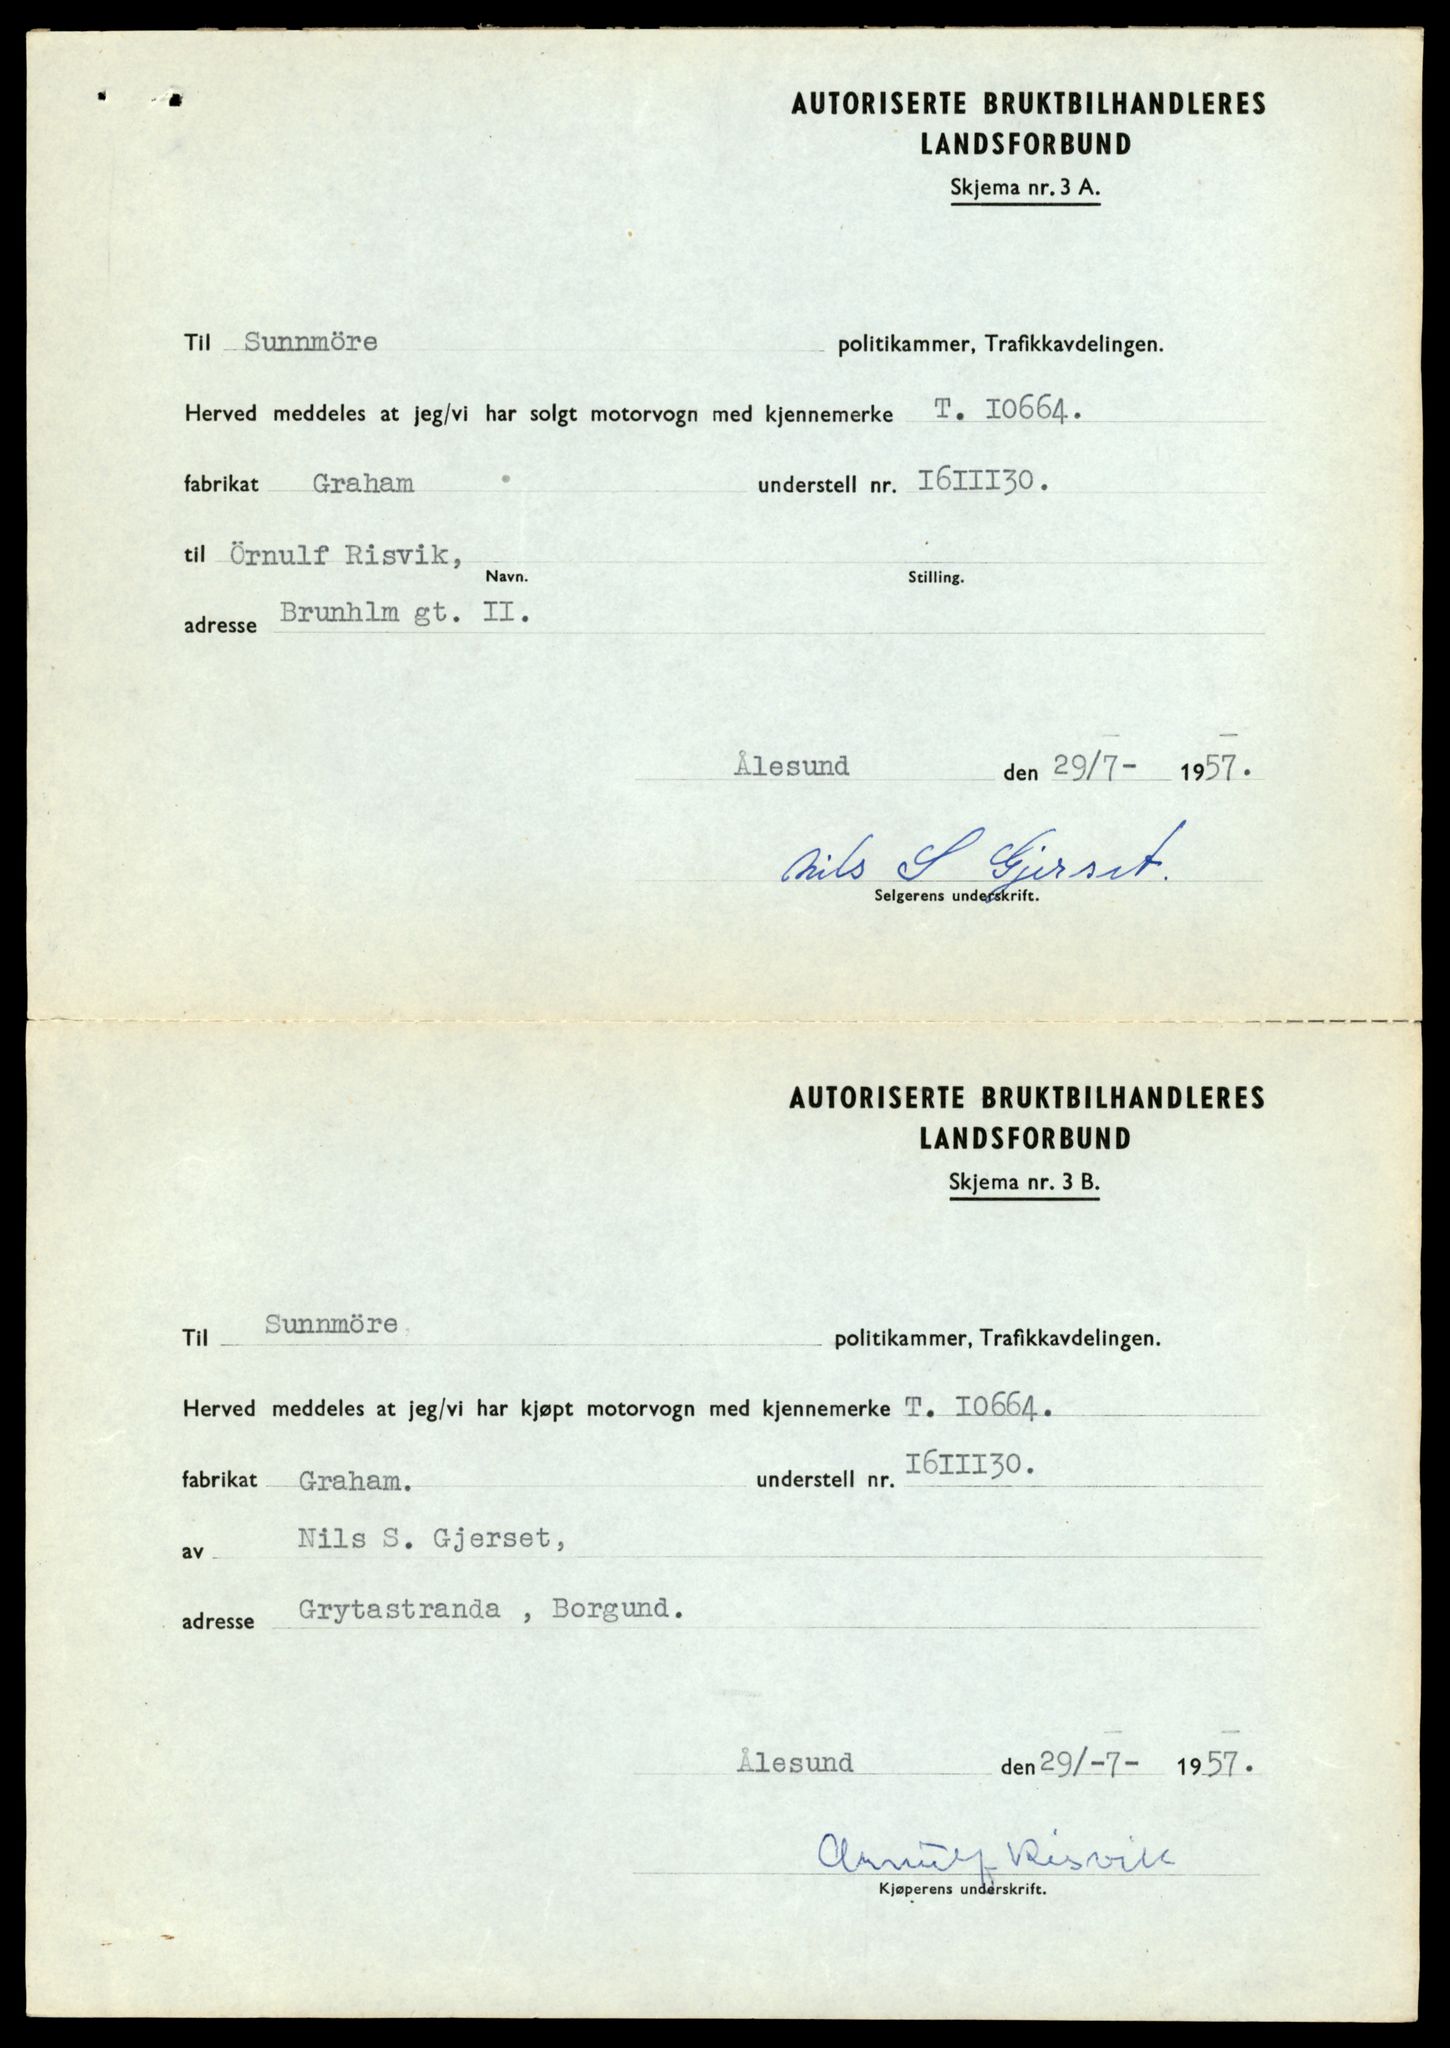 AUTORISERTE BRUKTBILHANDLERES
LANDSFORBUND
Skjema nr. 3 A.
Til Sunnmöre politikammer, Trafikkavdelingen.
Herved meddeles at jeg/vi har solgt motorvogn med kjennemerke T. I0664.
fabrikat Graham understell nr. I6III30.
til Örnulf Risvik,
Navn. Stilling.
adresse Brunhlm gt. II.
Ålesund den 29/7- 1957.
Nils S Gjerset.
Selgerens underskrift.
AUTORISERTE BRUKTBILHANDLERES
LANDSFORBUND
Skjema nr. 3 B.
Til Sunnmöre politikammer, Trafikkavdelingen.
Herved meddeles at jeg/vi har kjøpt motorvogn med kjennemerke T. I0664.
fabrikat Graham. understell nr. I6III30.
av Nils S. Gjerset,
adresse Grytastranda , Borgund.
Ålesund den 29/-7- 1957.
Ørnulf Risvik
Kjøperens underskrift.